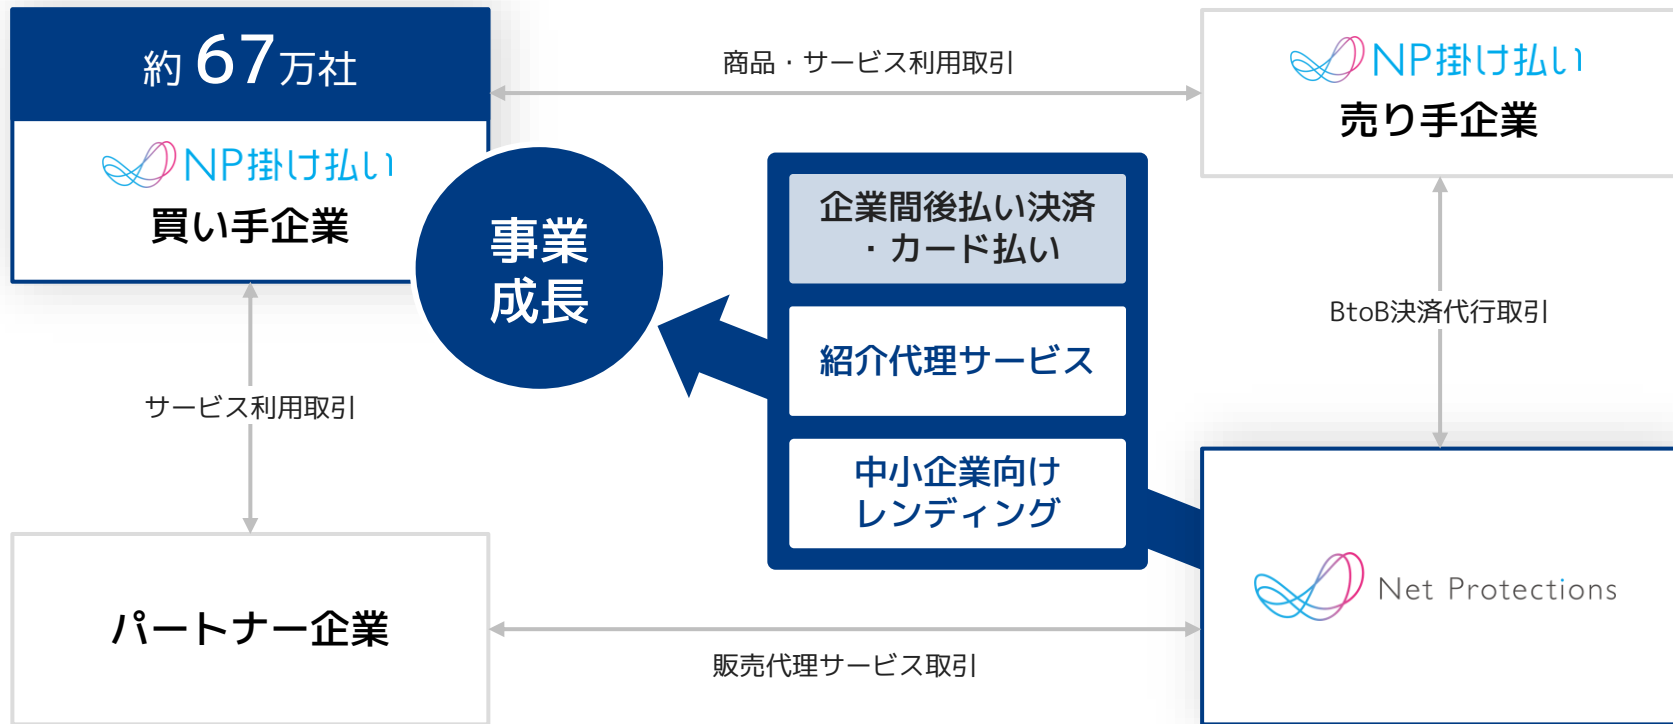 約67万社
NP掛け払い
買い手企業
商品・サービス利用取引
NP掛け払い
売り手企業
事業
成長
企業間後払い決済
・カード払い
紹介代理サービス
中小企業向け
レンディング
BtoB決済代行取引
サービス利用取引
パートナー企業
販売代理サービス取引
Net Protections